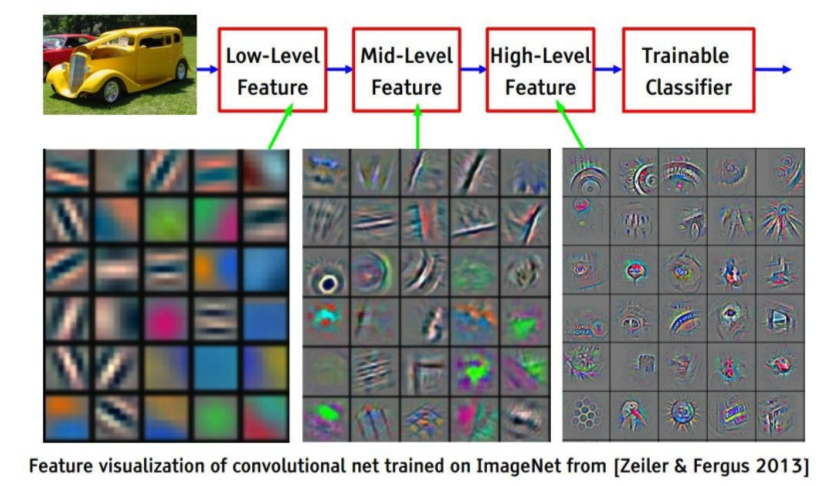 Low-Level
Feature
Mid-Level
Feature
High-Level
Feature
Trainable
Classifier
Feature visualization of convolutional net trained on ImageNet from [Zeiler & Fergus 2013]